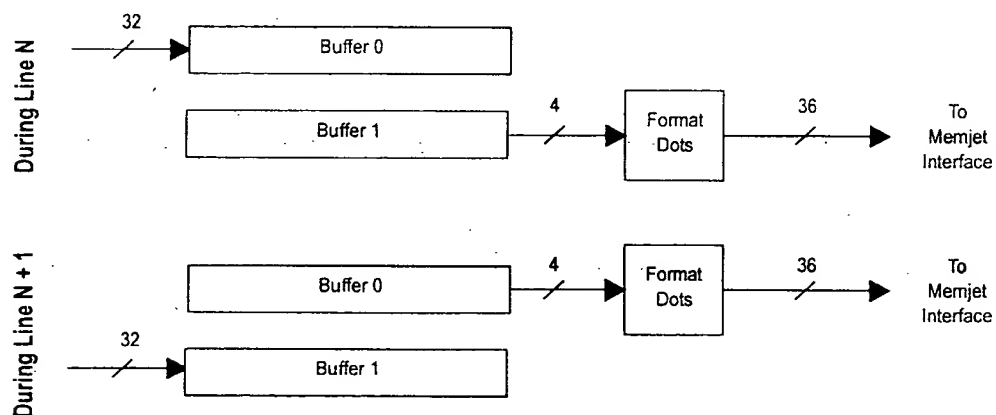 During Line N
32
Buffer 0
Buffer 1
4
Format
Dots
36
To
Memjet
Interface
During Line N + 1
Buffer 0
4
Format
Dots
36
To
Memjet
Interface
32
Buffer 1